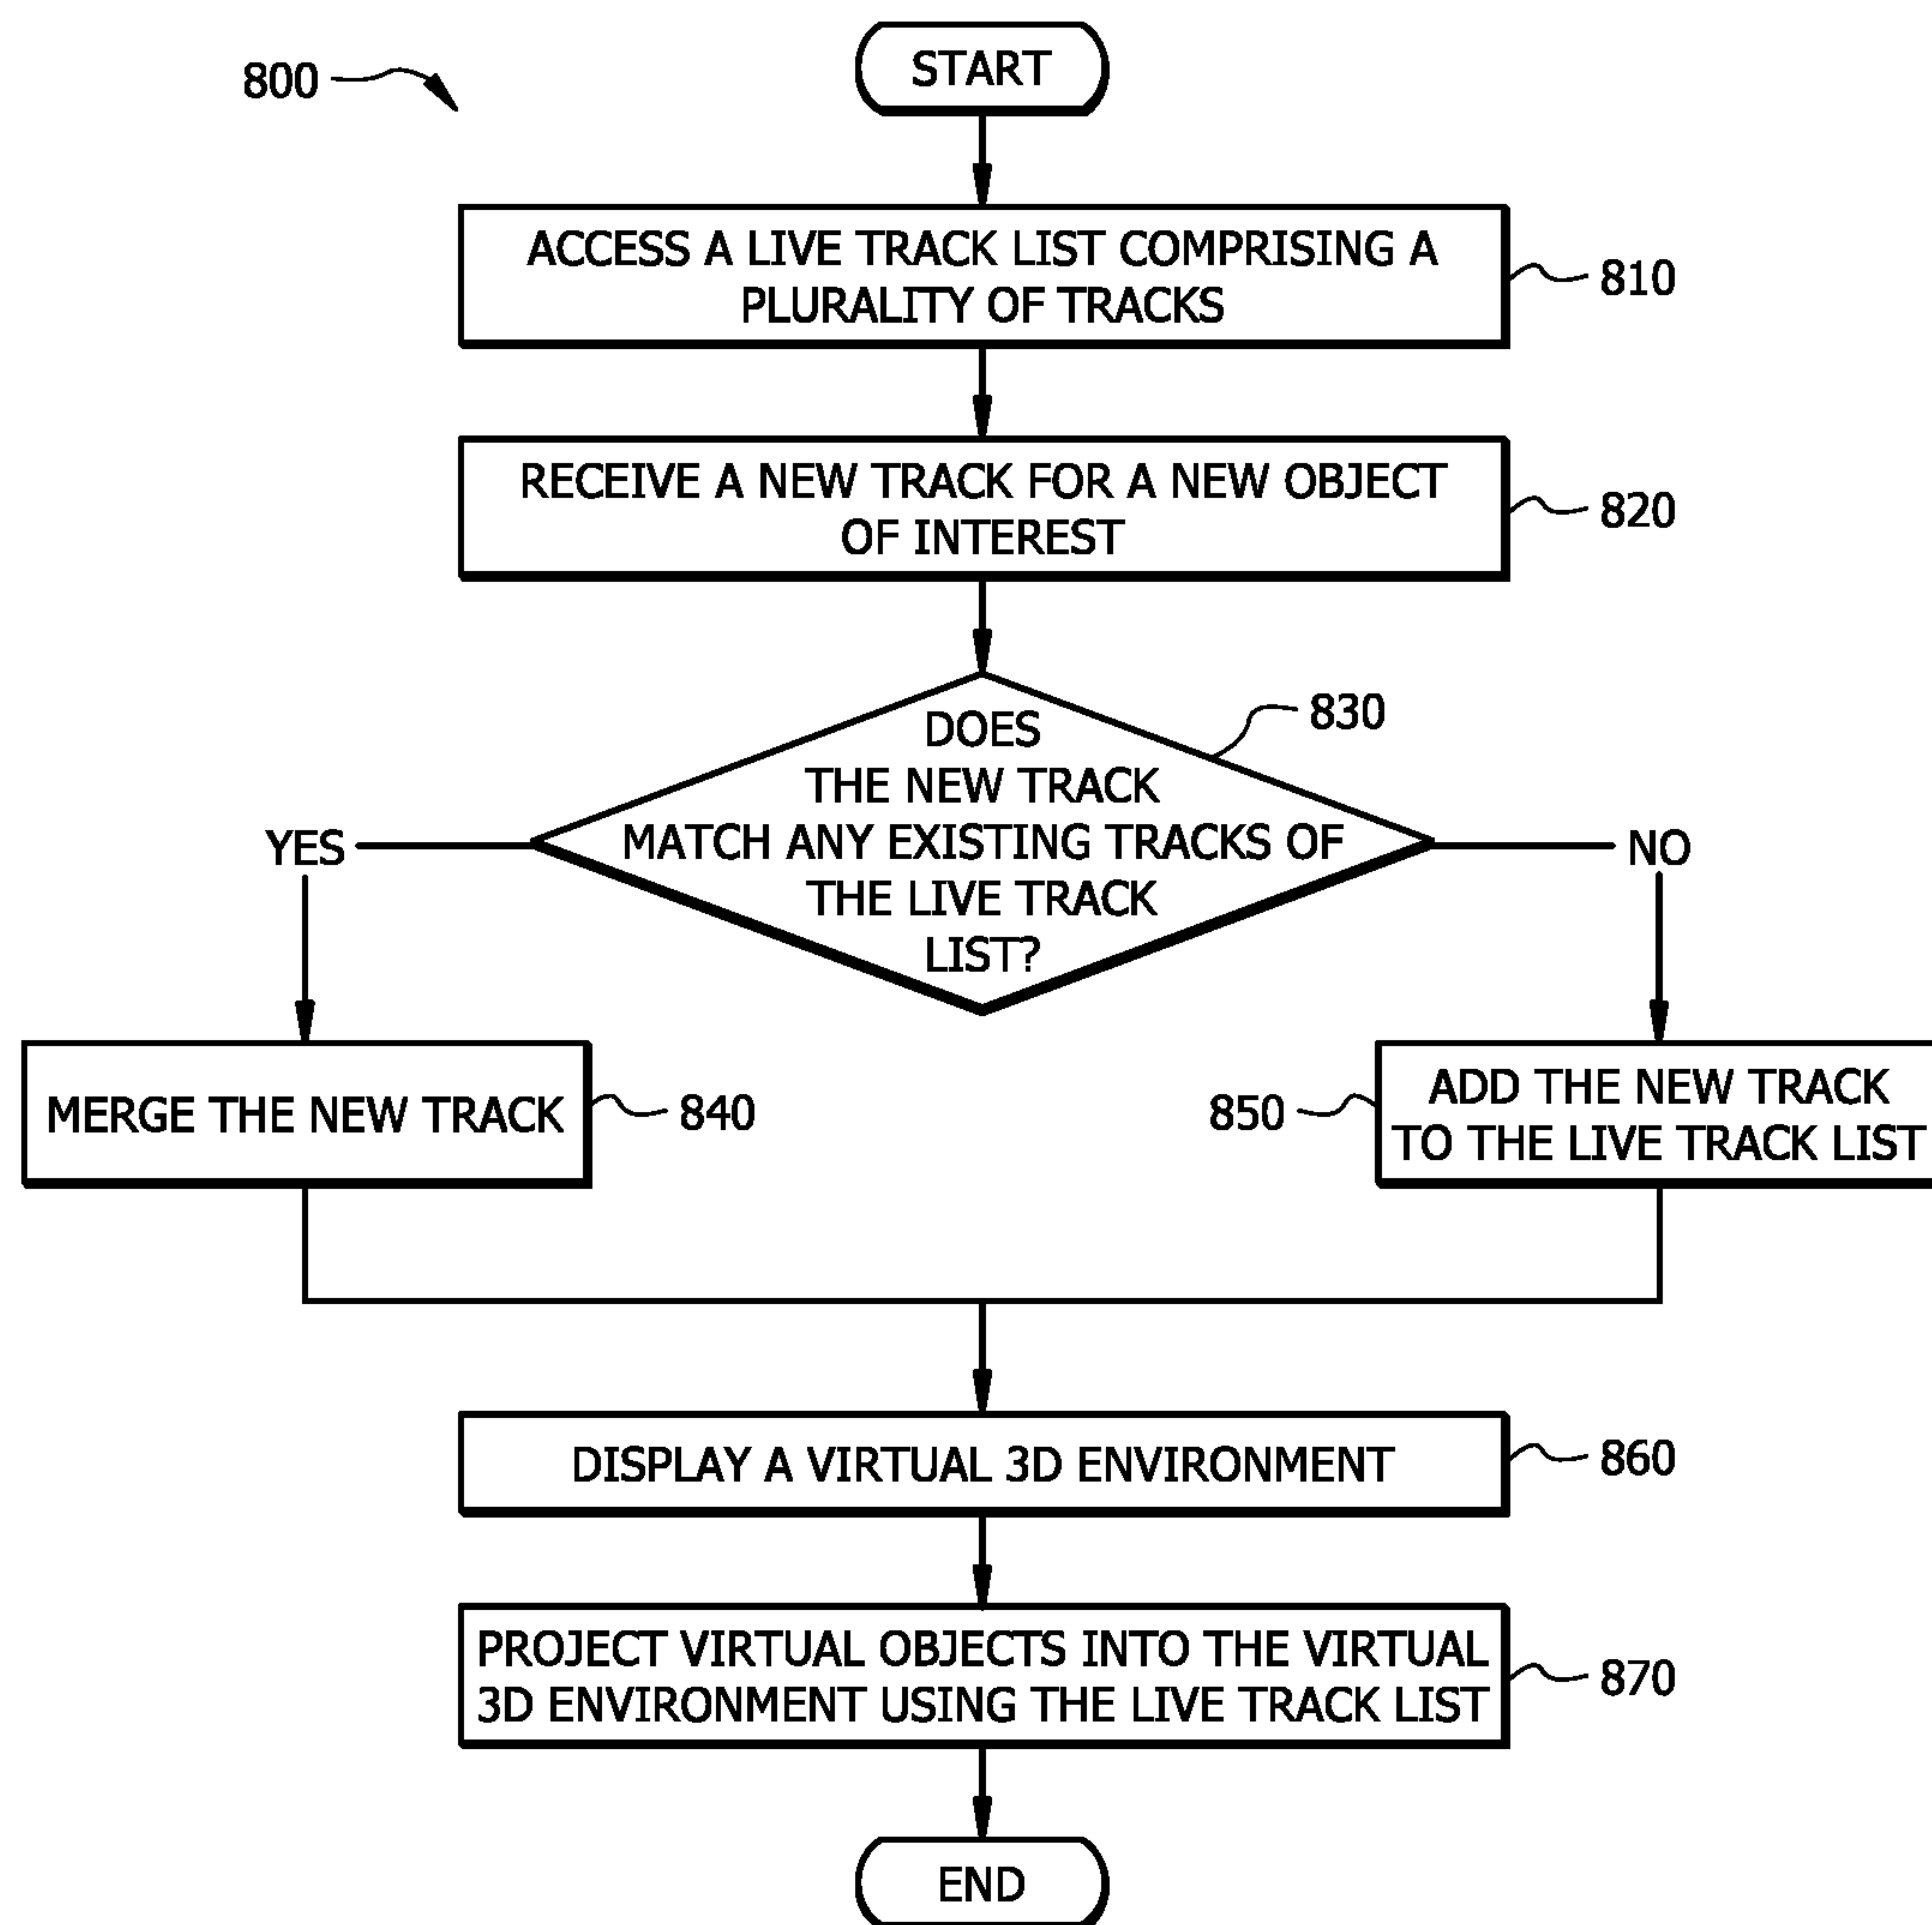 800
START
ACCESS A LIVE TRACK LIST COMPRISING A
PLURALITY OF TRACKS
810
RECEIVE A NEW TRACK FOR A NEW OBJECT
OF INTEREST
820
DOES
THE NEW TRACK
MATCH ANY EXISTING TRACKS OF
THE LIVE TRACK
LIST?
830
YES
NO
MERGE THE NEW TRACK
840
850
ADD THE NEW TRACK
TO THE LIVE TRACK LIST
DISPLAY A VIRTUAL 3D ENVIRONMENT
860
PROJECT VIRTUAL OBJECTS INTO THE VIRTUAL
3D ENVIRONMENT USING THE LIVE TRACK LIST
870
END